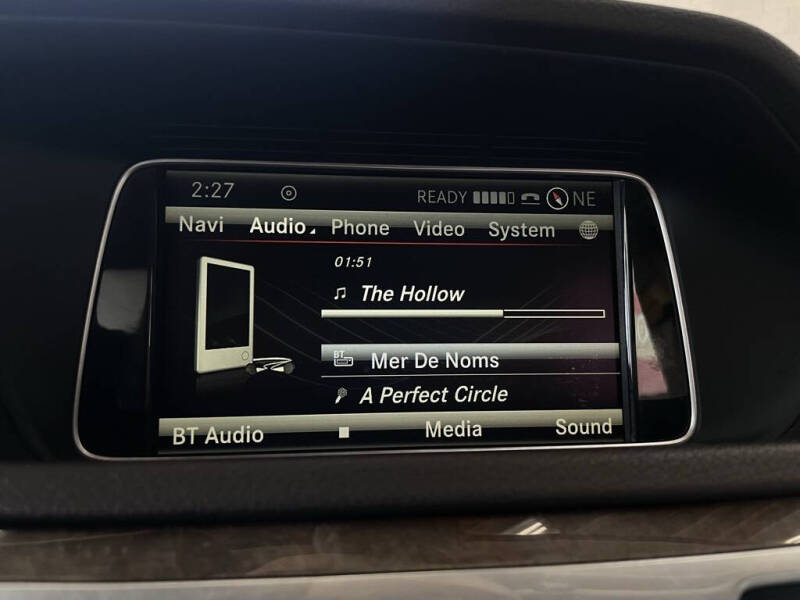 2:27 READY NE
Navi Audio Phone Video System
01:51
The Hollow
BT Mer De Noms
A Perfect Circle
BT Audio Media Sound